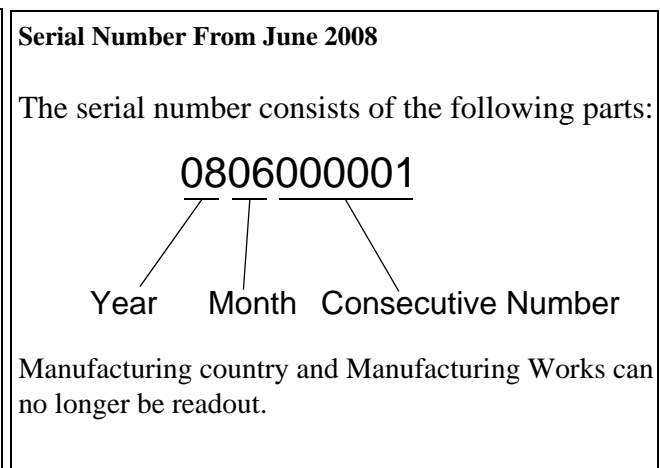 Serial Number From June 2008
The serial number consists of the following parts:
0806000001
Year Month Consecutive Number
Manufacturing country and Manufacturing Works can
no longer be readout.